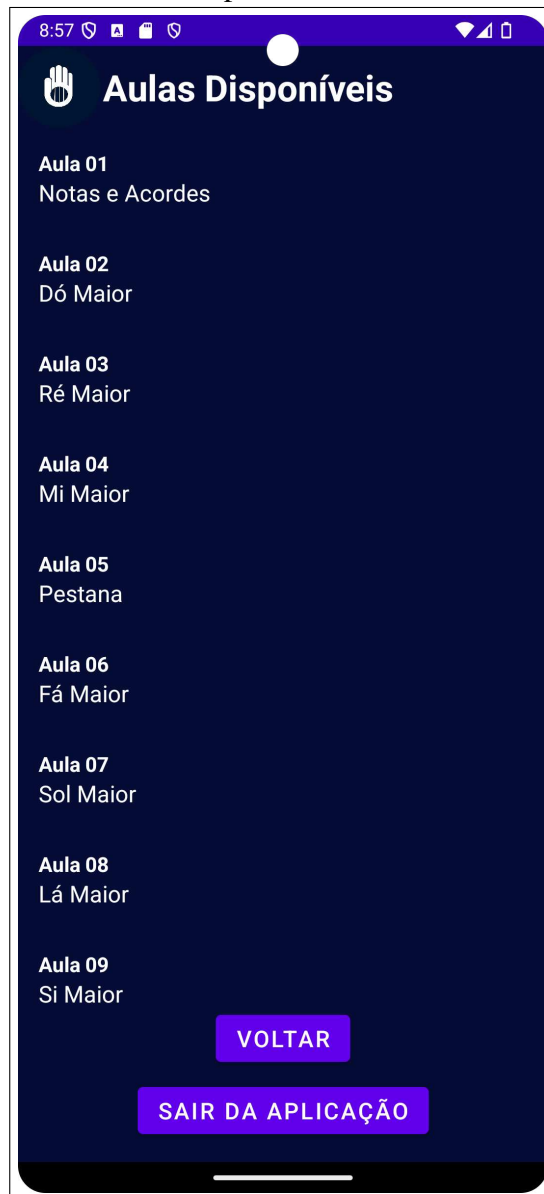 8:57
Aulas Disponíveis
Aula 01
Notas e Acordes
Aula 02
Dó Maior
Aula 03
Ré Maior
Aula 04
Mi Maior
Aula 05
Pestana
Aula 06
Fá Maior
Aula 07
Sol Maior
Aula 08
Lá Maior
Aula 09
Si Maior
VOLTAR
SAIR DA APLICAÇÃO